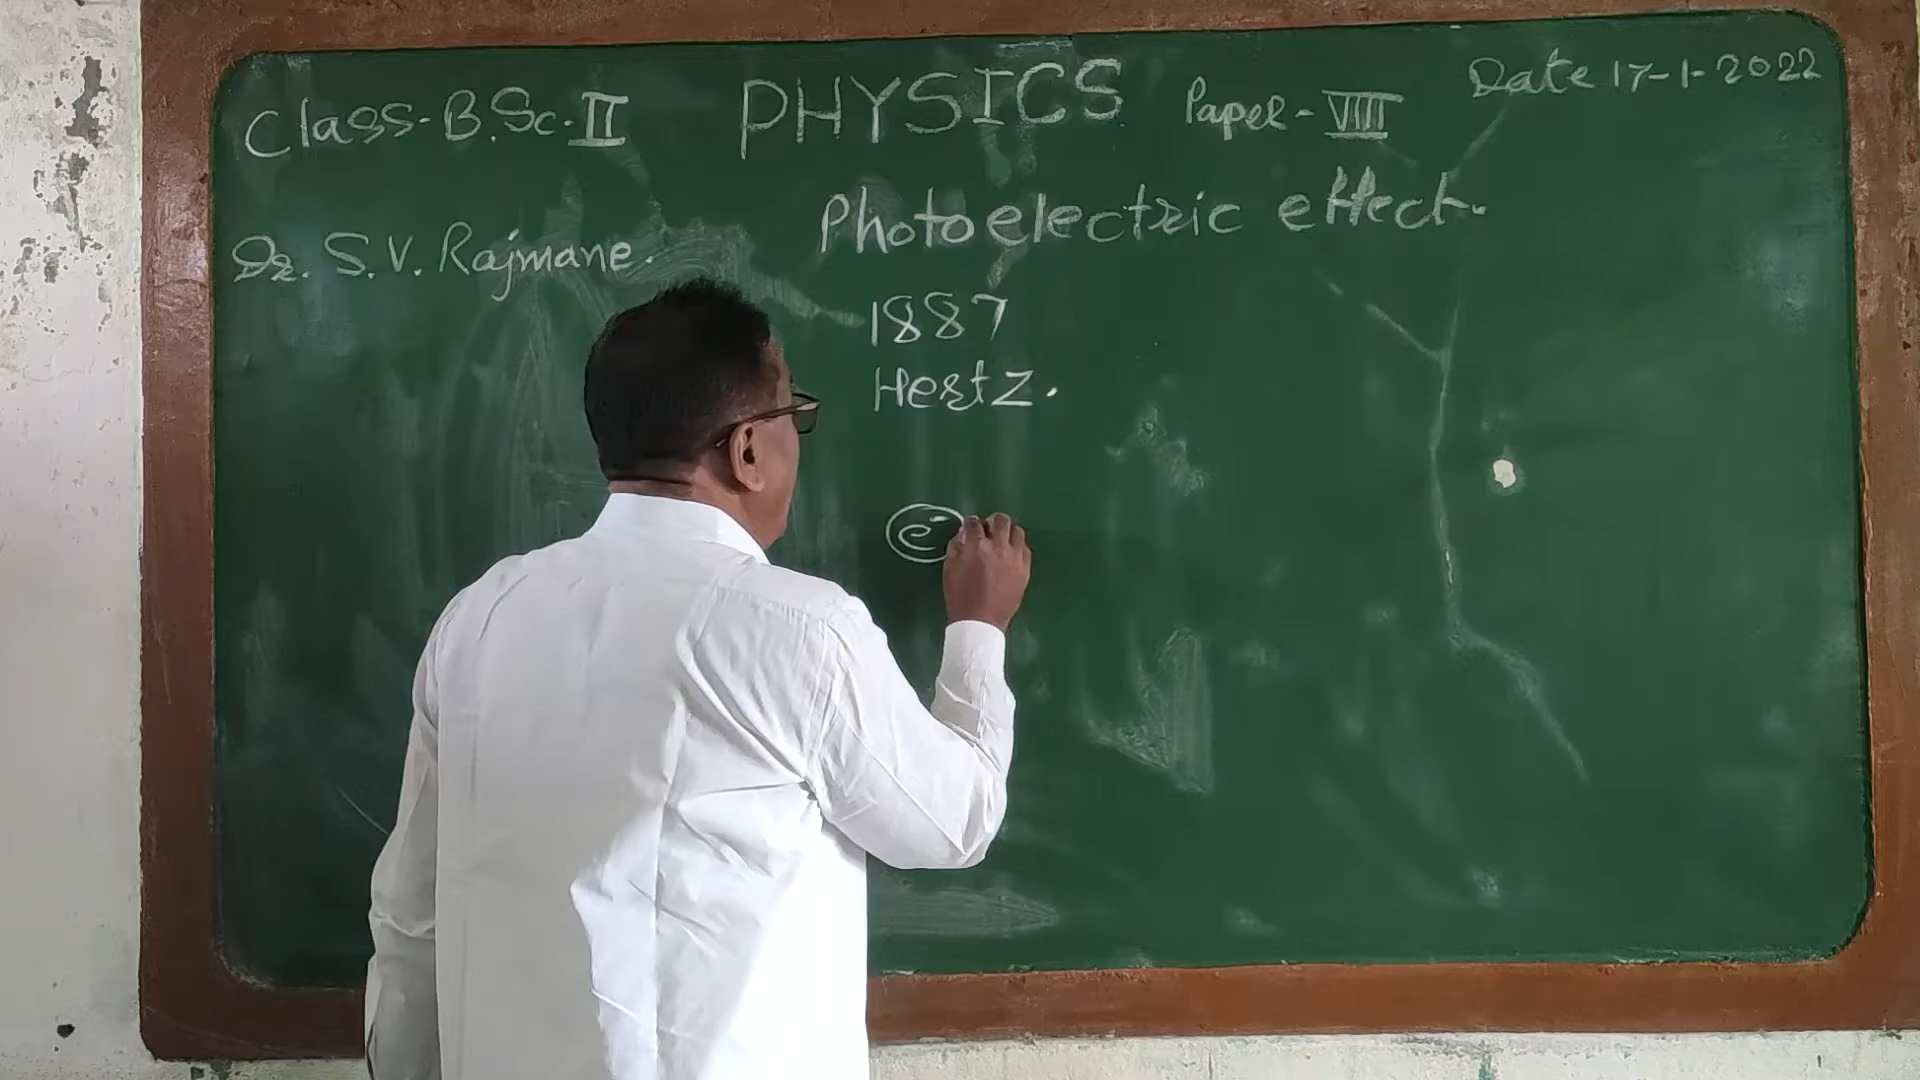 Class-B.Sc.II PHYSICS Paper-VIII Date 17-1-2022
Photoelectric effect.
Dr. S.V. Rajmane.
1887
Hertz.
e-